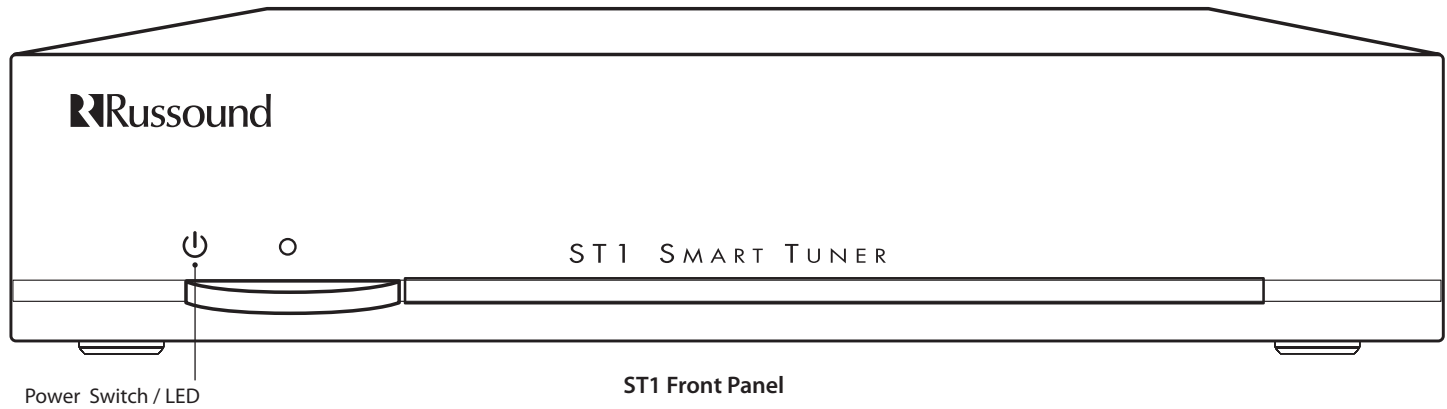 Russound
ST1 SMART TUNER
Power Switch / LED
ST1 Front Panel